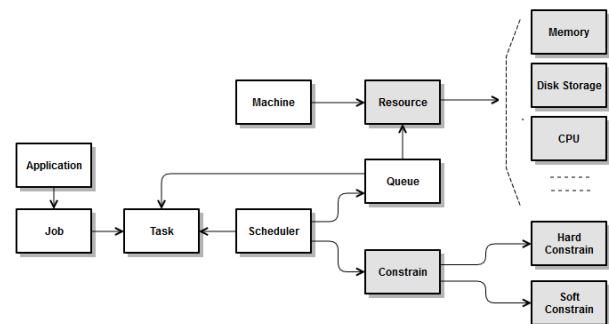 Memory
Machine
Resource
Disk Storage
CPU
Application
Queue
Job
Task
Scheduler
Constrain
Hard
Constrain
Soft
Constrain